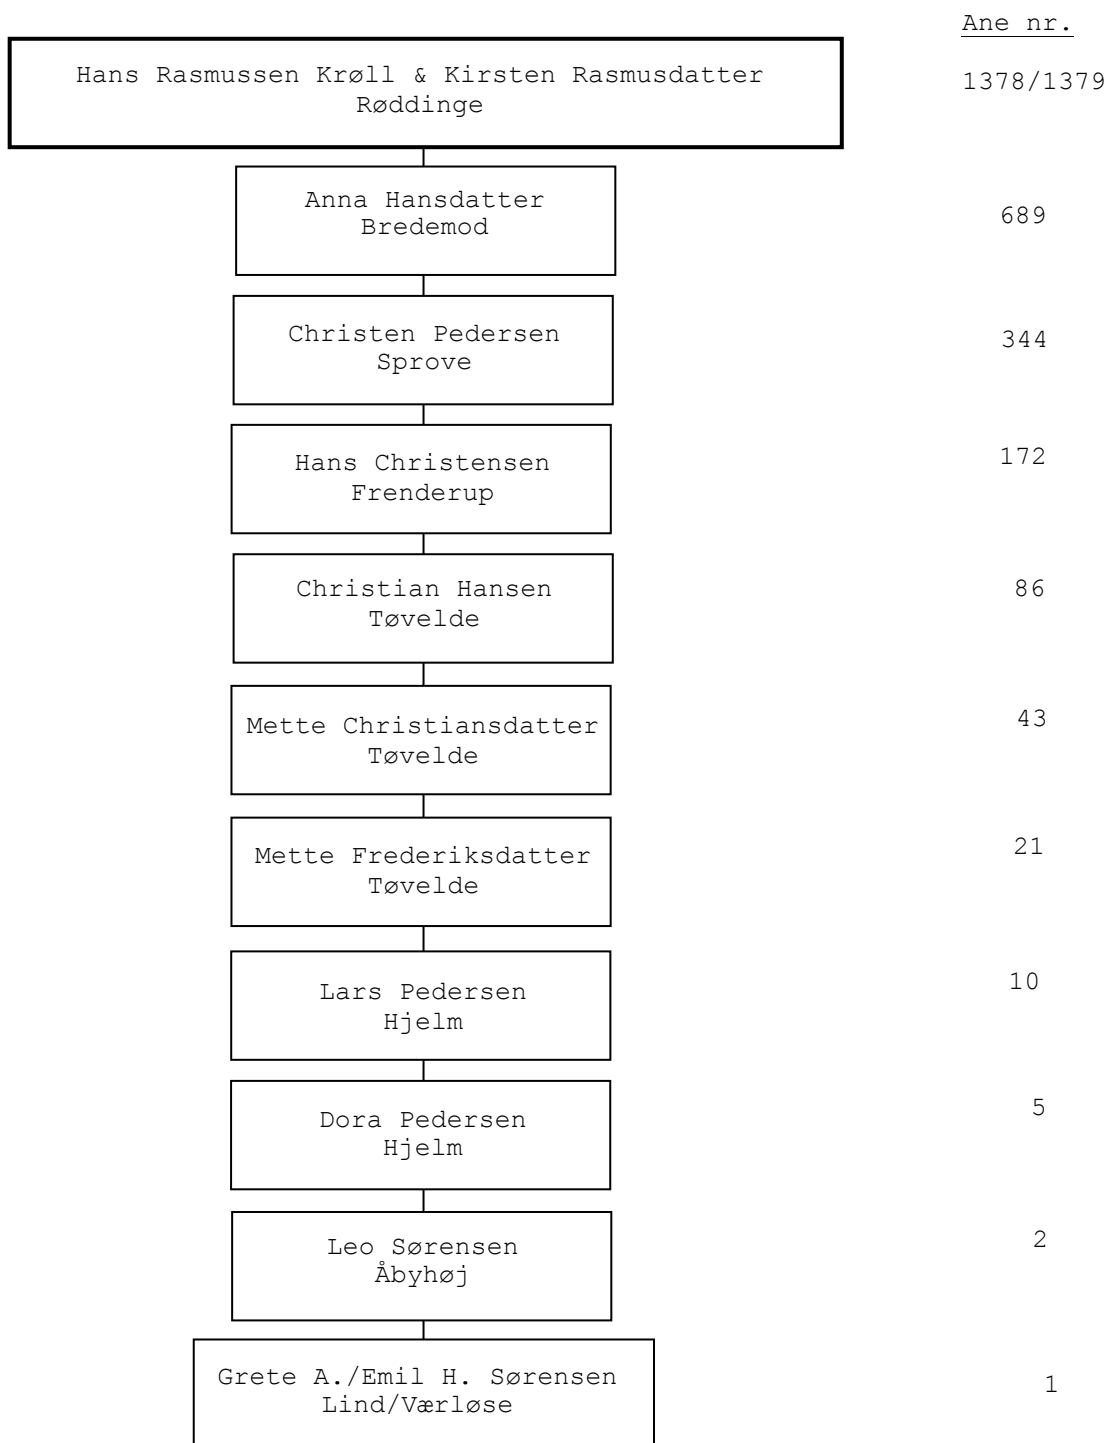 Ane nr.
Hans Rasmussen Krøll & Kirsten Rasmusdatter
Røddinge
1378/1379
Anna Hansdatter
Bredemod
689
Christen Pedersen
Sprove
344
Hans Christensen
Frenderup
172
Christian Hansen
Tøvelde
86
Mette Christiansdatter
Tøvelde
43
Mette Frederiksdatter
Tøvelde
21
Lars Pedersen
Hjelm
10
Dora Pedersen
Hjelm
5
Leo Sørensen
Åbyhøj
2
Grete A./Emil H. Sørensen
Lind/Værløse
1